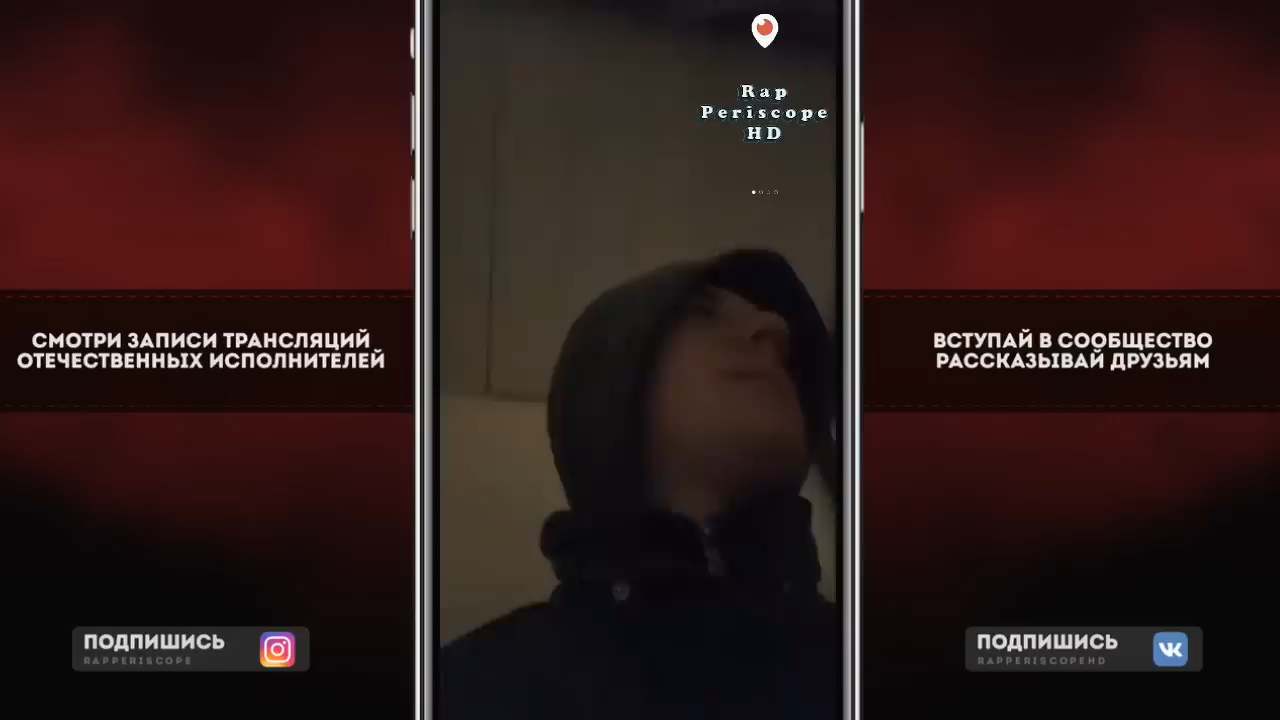 Rap
Periscope
HD
СМОТРИ ЗАПИСИ ТРАНСЛЯЦИЙ
ОТЕЧЕСТВЕННЫХ ИСПОЛНИТЕЛЕЙ
ВСТУПАЙ В СООБЩЕСТВО
РАССКАЗЫВАЙ ДРУЗЬЯМ
ПОДПИШИСЬ
RAPPERISCOPE
ПОДПИШИСЬ
RAPPERISCOPEHD